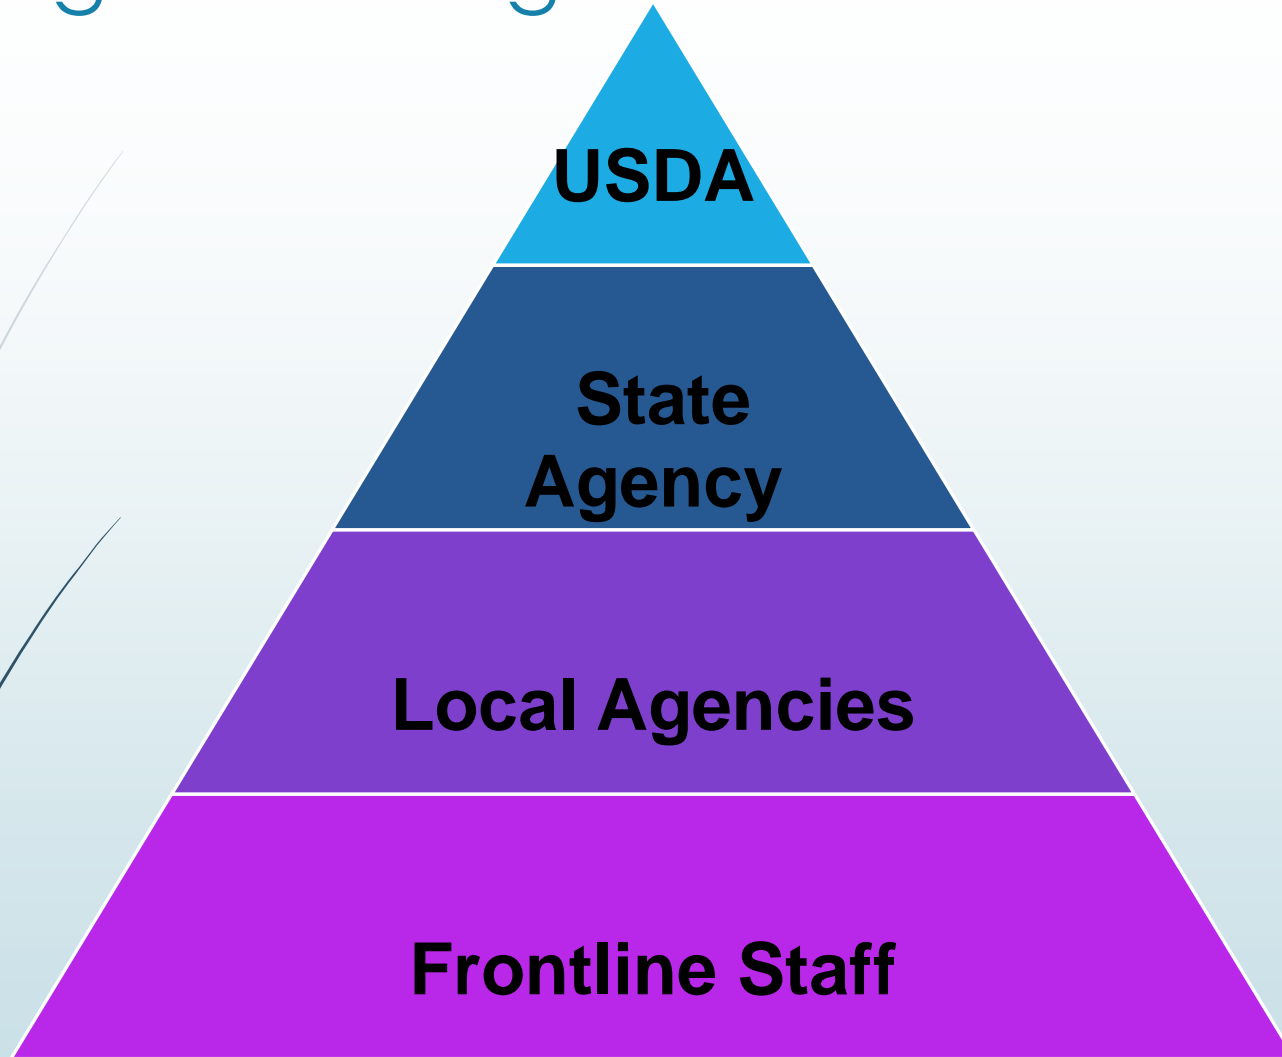 USDA
State
Agency
Local Agencies
Frontline Staff